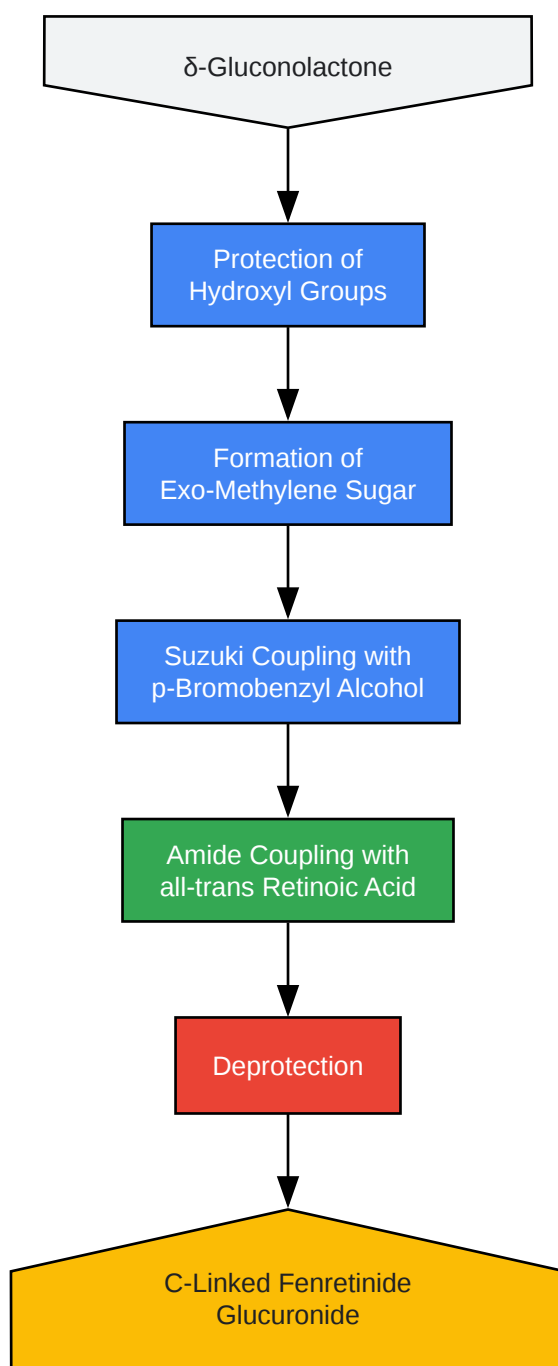 δ-Gluconolactone
Protection of
Hydroxyl Groups
Formation of
Exo-Methylene Sugar
Suzuki Coupling with
p-Bromobenzyl Alcohol
Amide Coupling with
all-trans Retinoic Acid
Deprotection
C-Linked Fenretinide
Glucuronide